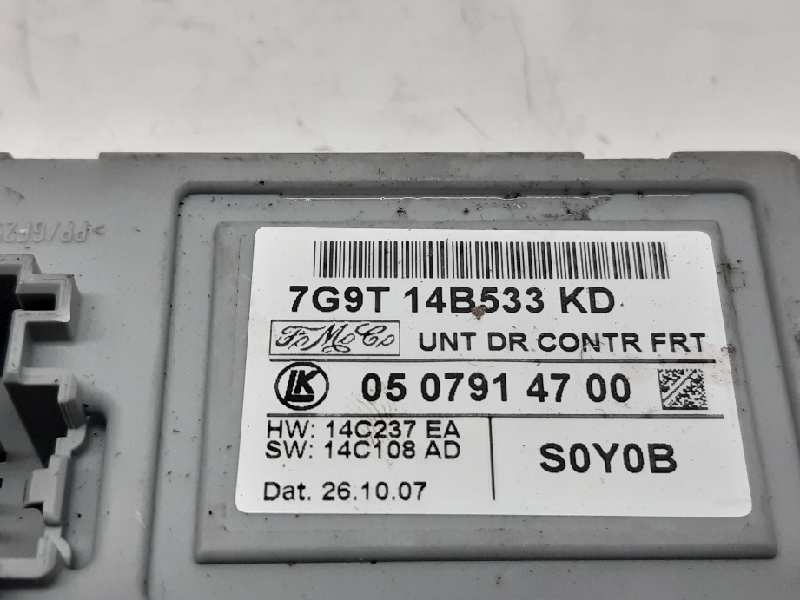 7G9T 14B533 KD
FoMoCo
UNT DR.CONTR FRT
LK
05 0791 47 00
HW: 14C237 EA
SW: 14C108 AD
S0Y0B
Dat. 26.10.07